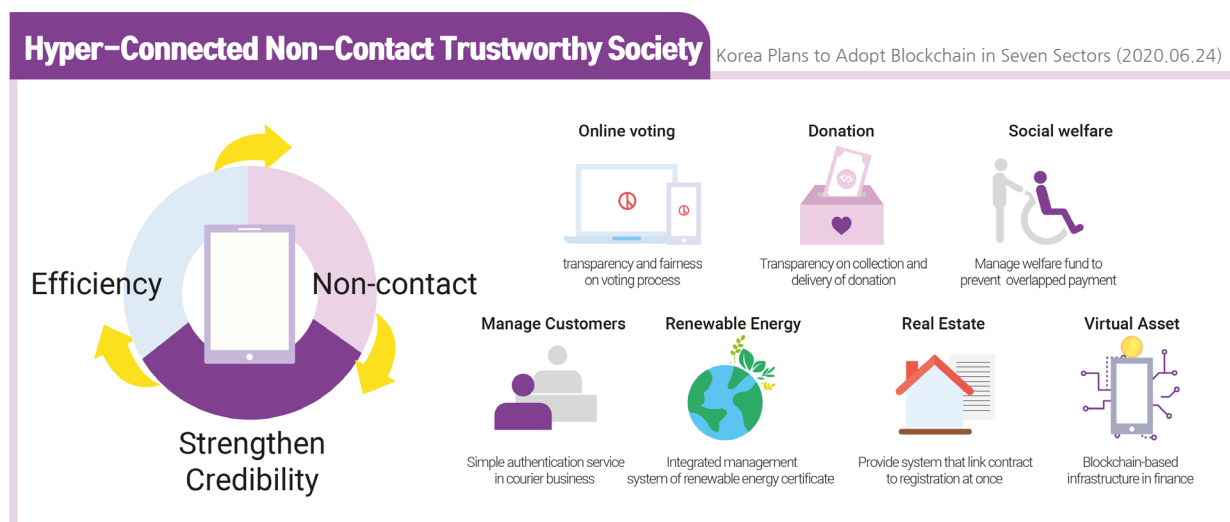 Hyper-Connected Non-Contact Trustworthy Society
Korea Plans to Adopt Blockchain in Seven Sectors (2020.06.24)
Efficiency
Non-contact
Strengthen
Credibility
Online voting
transparency and fairness
on voting process
Donation
Transparency on collection and
delivery of donation
Social welfare
Manage welfare fund to
prevent overlapped payment
Manage Customers
Simple authentication service
in courier business
Renewable Energy
Integrated management
system of renewable energy certificate
Real Estate
Provide system that link contract
to registration at once
Virtual Asset
Blockchain-based
infrastructure in finance